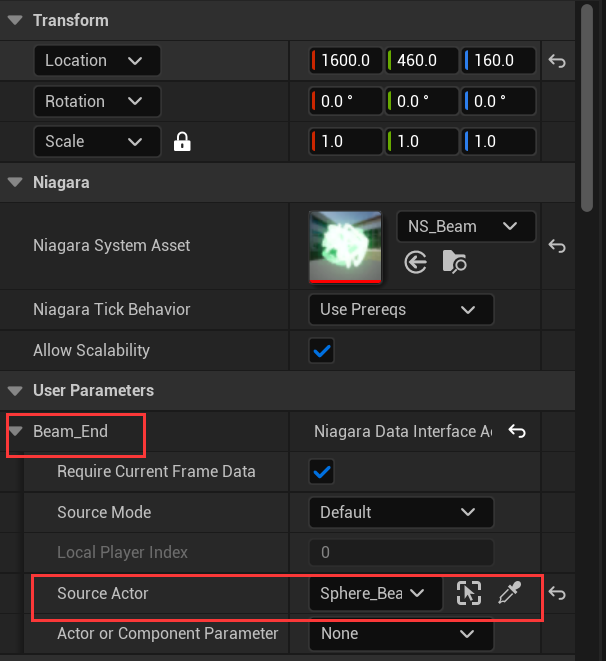 Transform
Location 1600.0 460.0 160.0
Rotation 0.0 ° 0.0 ° 0.0 °
Scale 1.0 1.0 1.0
Niagara
Niagara System Asset NS_Beam
Niagara Tick Behavior Use Prereqs
Allow Scalability
User Parameters
Beam_End Niagara Data Interface A
Require Current Frame Data
Source Mode Default
Local Player Index 0
Source Actor Sphere_Bea
Actor or Component Parameter None